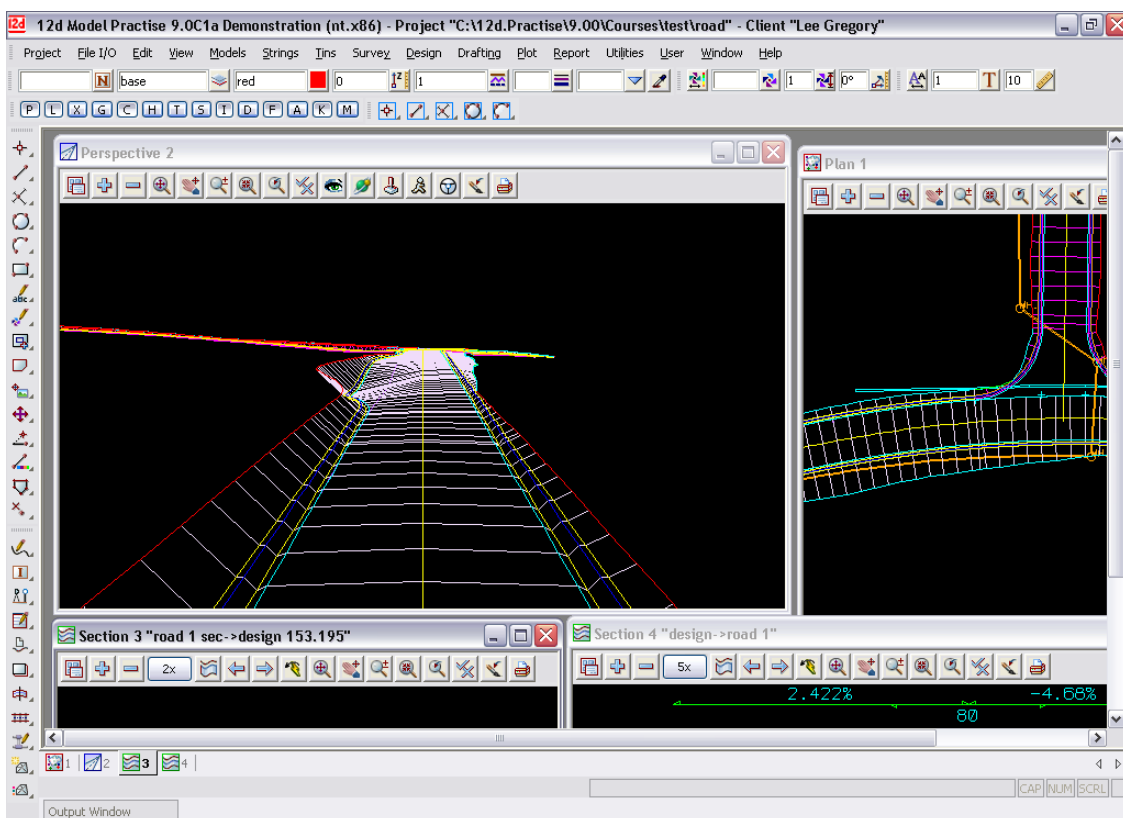 12d 12d Model Practise 9.0C1a Demonstration (nt.x86) - Project "C:\12d.Practise\9.00\Courses\test\road" - Client "Lee Gregory"
Project File I/O Edit View Models Strings Tins Survey Design Drafting Plot Report Utilities User Window Help
N base red 0 1 1 0° 1 T 10
P L X G C H T S I D F A K M
Perspective 2
Plan 1
abc
Section 3 "road 1 sec->design 153.195"
Section 4 "design->road 1"
2x
5x
2.422% -4.68%
80
1 2 3 4
CAP NUM SCRL
Output Window